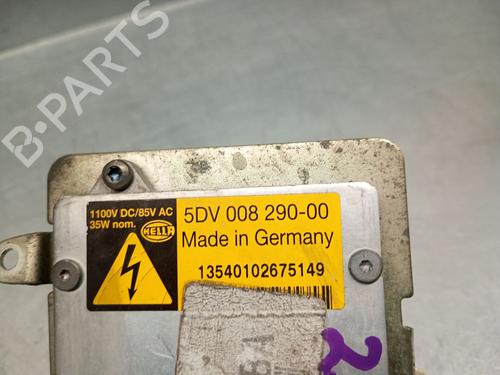 B-PARTS
1100V DC/85V AC
35W nom.
HELLA
5DV 008 290-00
Made in Germany
13540102675149